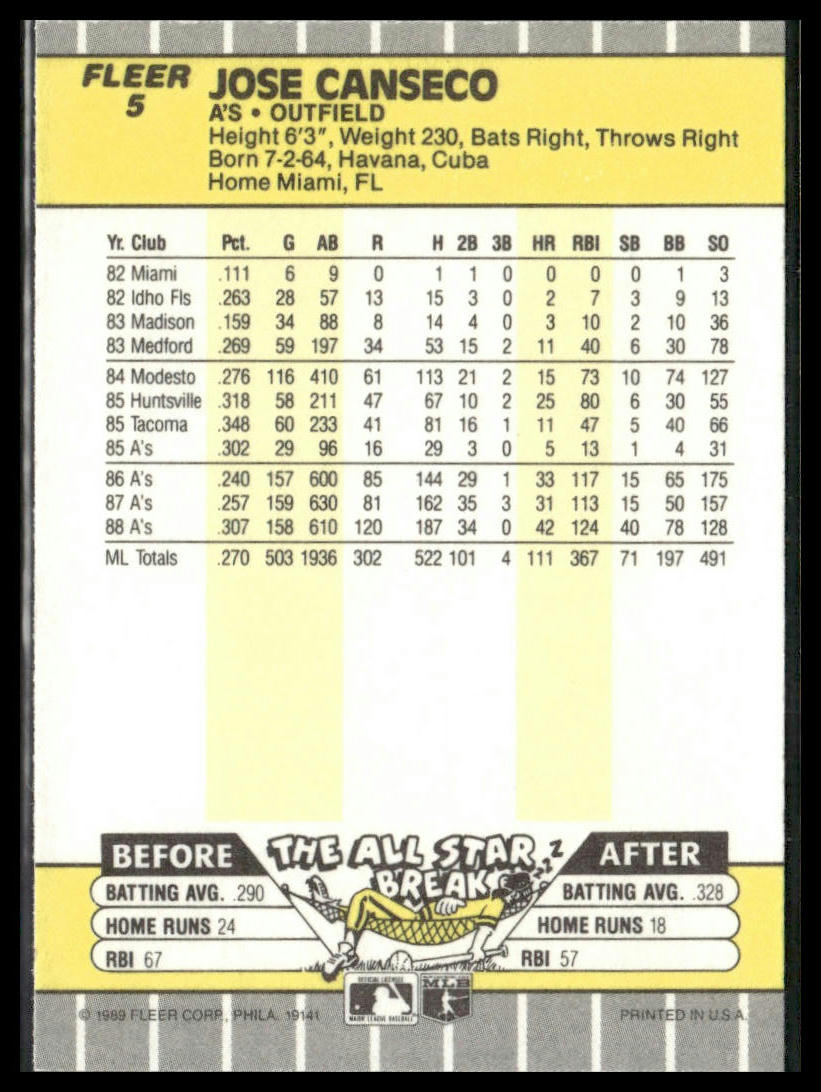 FLEER
5
JOSE CANSECO
A'S • OUTFIELD
Height 6'3", Weight 230, Bats Right, Throws Right
Born 7-2-64, Havana, Cuba
Home Miami, FL
Yr. Club Pct. G AB R H 2B 3B HR RBI SB BB SO
82 Miami .111 6 9 0 1 1 0 0 0 0 1 3
82 Idho Fls .263 28 57 13 15 3 0 2 7 3 9 13
83 Madison .159 34 88 8 14 4 0 3 10 2 10 36
83 Medford .269 59 197 34 53 15 2 11 40 6 30 78
84 Modesto .276 116 410 61 113 21 2 15 73 10 74 127
85 Huntsville .318 58 211 47 67 10 2 25 80 6 30 55
85 Tacoma .348 60 233 41 81 16 1 11 47 5 40 66
85 A's .302 29 96 16 29 3 0 5 13 1 4 31
86 A's .240 157 600 85 144 29 1 33 117 15 65 175
87 A's .257 159 630 81 162 35 3 31 113 15 50 157
88 A's .307 158 610 120 187 34 0 42 124 40 78 128
ML Totals .270 503 1936 302 522 101 4 111 367 71 197 491
BEFORE THE ALL STAR BREAK ZZZZ AFTER
BATTING AVG. .290 BATTING AVG. .328
HOME RUNS 24 HOME RUNS 18
RBI 67 RBI 57
OFFICIAL LICENSEE
MAJOR LEAGUE BASEBALL
MLB
© 1989 FLEER CORP., PHILA. 19141 PRINTED IN U.S.A.